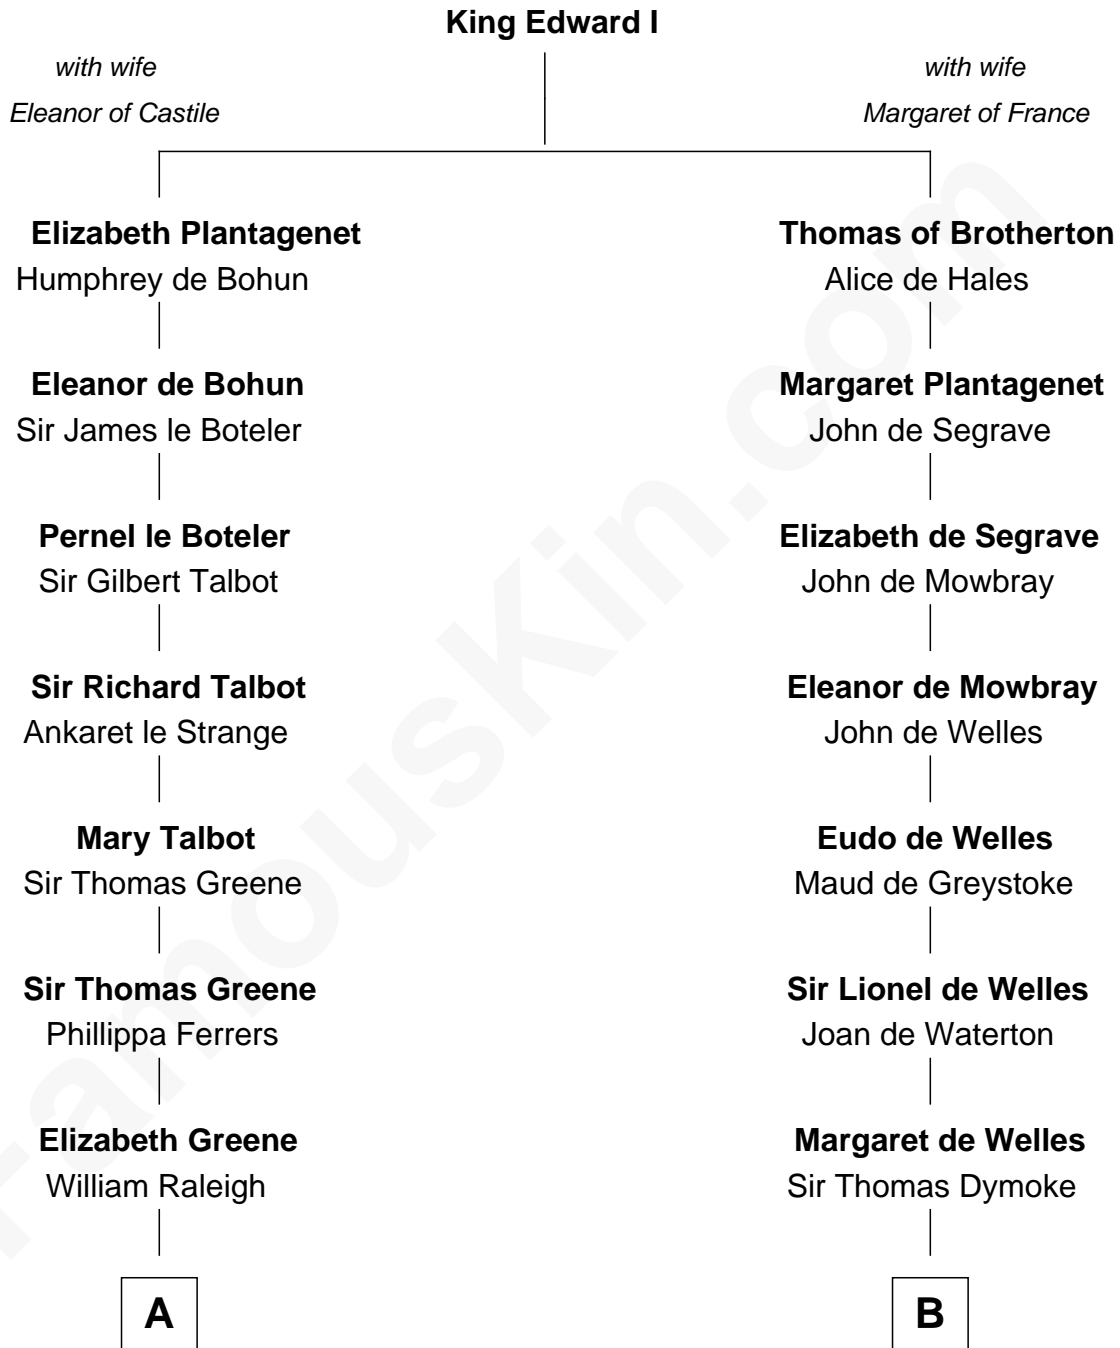 King Edward I
with wife
Eleanor of Castile
with wife
Margaret of France
Elizabeth Plantagenet
Humphrey de Bohun
Thomas of Brotherton
Alice de Hales
Eleanor de Bohun
Sir James le Boteler
Margaret Plantagenet
John de Segrave
Pernel le Boteler
Sir Gilbert Talbot
Elizabeth de Segrave
John de Mowbray
Sir Richard Talbot
Ankaret le Strange
Eleanor de Mowbray
John de Welles
Mary Talbot
Sir Thomas Greene
Eudo de Welles
Maud de Greystoke
Sir Thomas Greene
Phillippa Ferrers
Sir Lionel de Welles
Joan de Waterton
Elizabeth Greene
William Raleigh
Margaret de Welles
Sir Thomas Dymoke
A
B
FamousKin.com